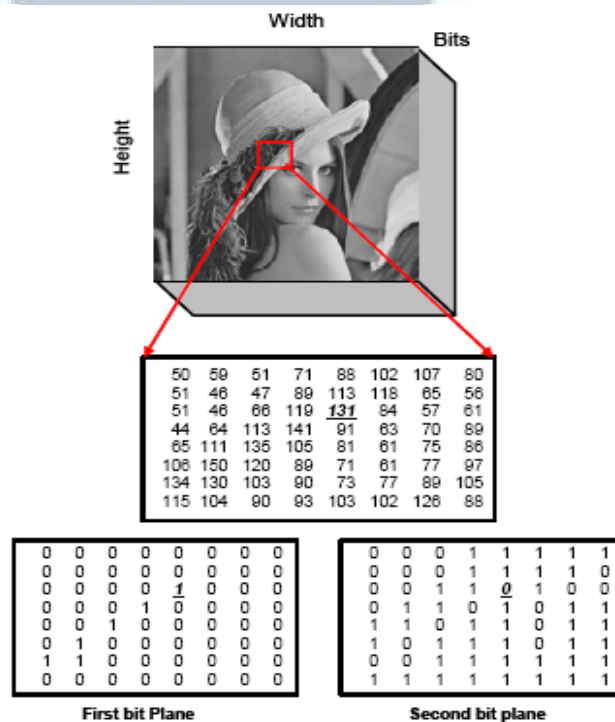 Width
Bits
Height
50 59 51 71 88 102 107 80
51 46 47 89 113 118 65 56
51 46 66 119 131 84 57 61
44 64 113 141 91 63 70 89
65 111 135 105 81 61 75 86
106 150 120 89 71 61 77 97
134 130 103 90 73 77 89 105
115 104 90 93 103 102 126 88
0 0 0 0 0 0 0 0
0 0 0 0 0 0 0 0
0 0 0 0 1 0 0 0
0 0 0 1 0 0 0 0
0 0 1 0 0 0 0 0
0 1 0 0 0 0 0 0
1 1 0 0 0 0 0 0
0 0 0 0 0 0 0 0
First bit Plane
0 0 0 1 1 1 1 1
0 0 0 1 1 1 1 0
0 0 1 1 0 1 0 0
0 1 1 0 1 0 1 1
1 1 0 1 1 0 1 1
1 0 1 1 1 0 1 1
0 0 1 1 1 1 1 1
1 1 1 1 1 1 1 1
Second bit plane